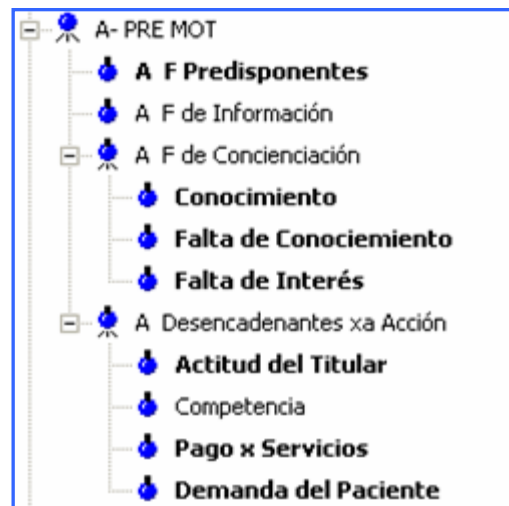 A- PRE MOT
A F Predisponentes
A F de Información
A F de Concienciación
Conocimiento
Falta de Conociemiento
Falta de Interés
A Desencadenantes xa Acción
Actitud del Titular
Competencia
Pago x Servicios
Demanda del Paciente